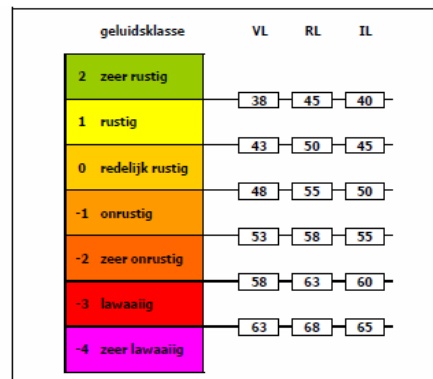 geluidsklasse VL RL IL
2 zeer rustig
38 45 40
1 rustig
43 50 45
0 redelijk rustig
48 55 50
-1 onrustig
53 58 55
-2 zeer onrustig
58 63 60
-3 lawaaiig
63 68 65
-4 zeer lawaaiig